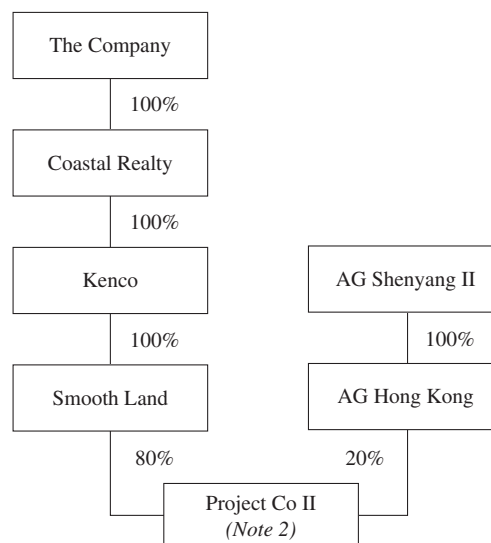 The Company
100%
Coastal Realty
100%
Kenco
AG Shenyang II
100%
100%
Smooth Land
AG Hong Kong
80%
20%
Project Co II
(Note 2)